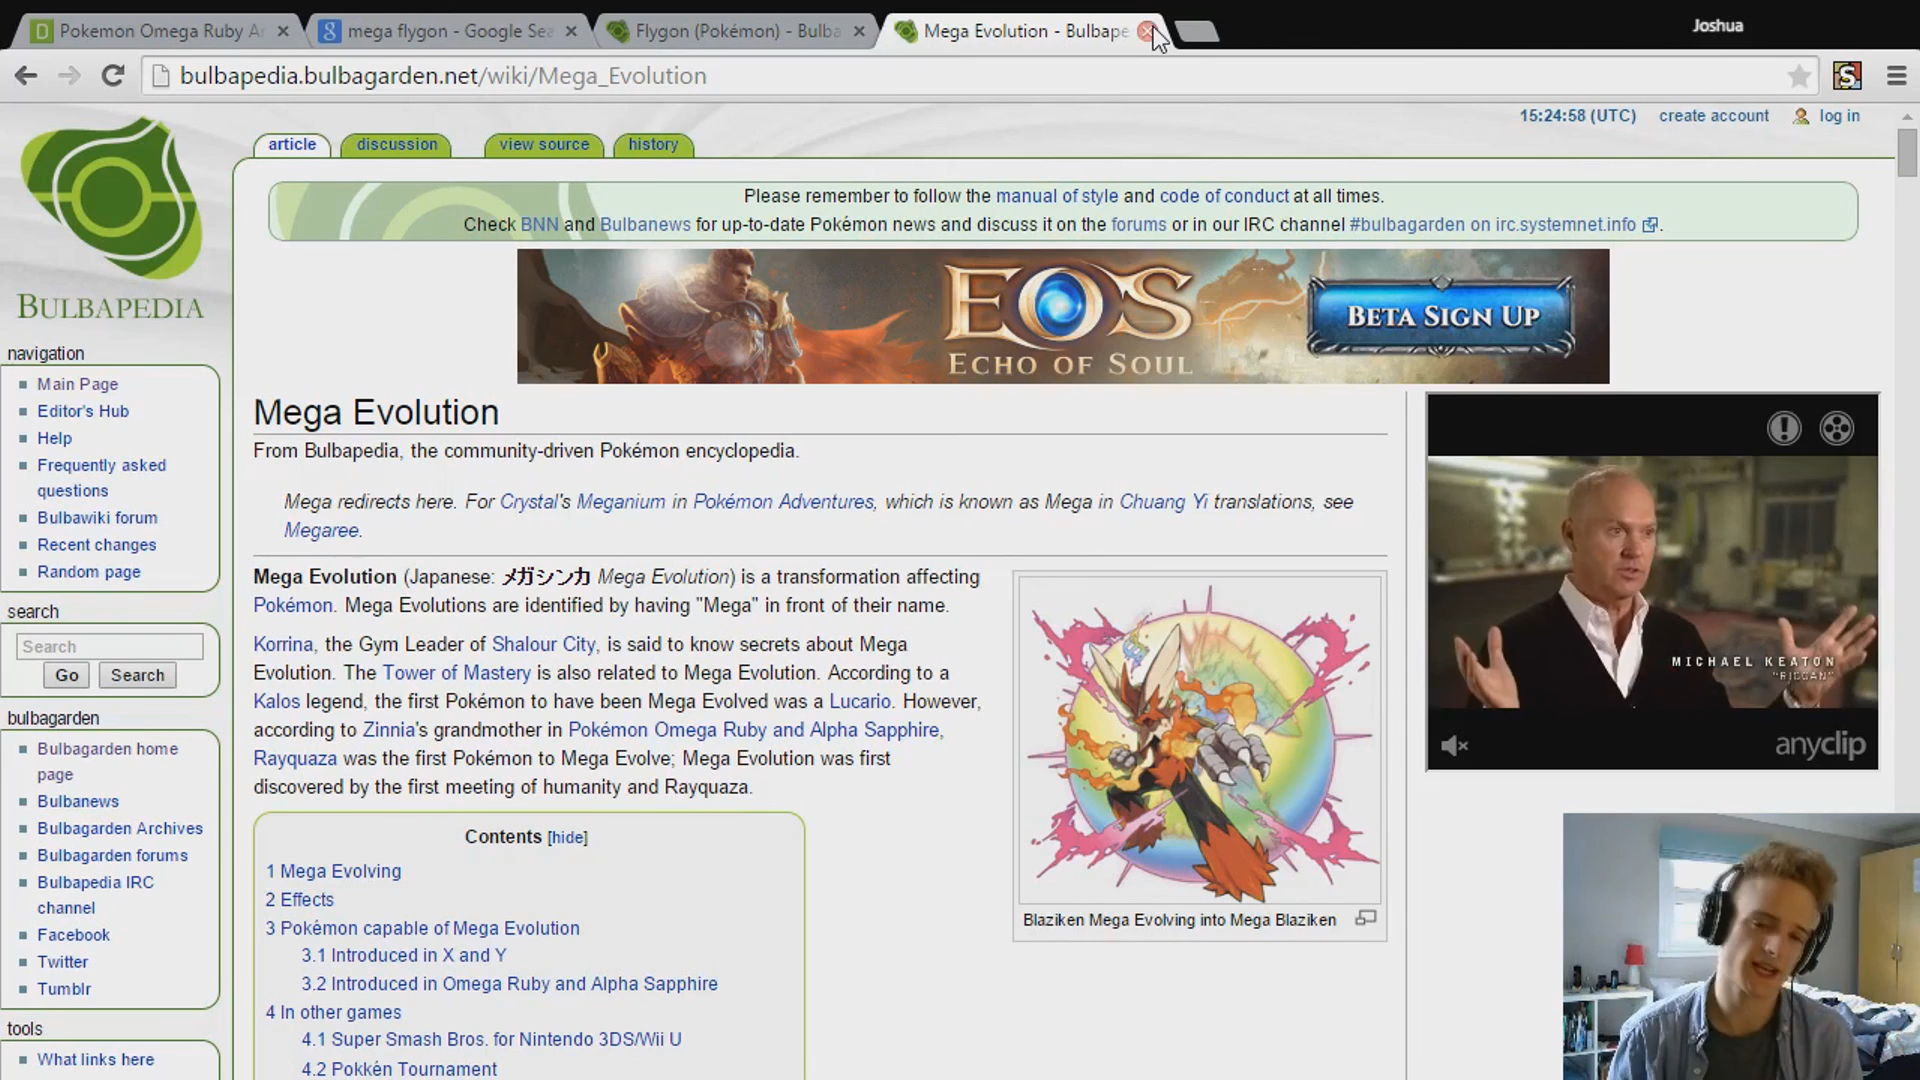 Pokemon Omega Ruby Ar
mega flygon - Google Sea
Flygon (Pokémon) - Bulba
Mega Evolution - Bulbape
Joshua
bulbapedia.bulbagarden.net/wiki/Mega_Evolution
15:24:58 (UTC) create account log in
article discussion view source history
Please remember to follow the manual of style and code of conduct at all times.
Check BNN and Bulbanews for up-to-date Pokémon news and discuss it on the forums or in our IRC channel #bulbagarden on irc.systemnet.info.
EOS
ECHO OF SOUL
BETA SIGN UP
BULBAPEDIA
navigation
Main Page
Editor's Hub
Help
Frequently asked
questions
Bulbawiki forum
Recent changes
Random page
search
Search
Go Search
bulbagarden
Bulbagarden home
page
Bulbanews
Bulbagarden Archives
Bulbagarden forums
Bulbapedia IRC
channel
Facebook
Twitter
Tumblr
tools
What links here
Mega Evolution
From Bulbapedia, the community-driven Pokémon encyclopedia.
Mega redirects here. For Crystal's Meganium in Pokémon Adventures, which is known as Mega in Chuang Yi translations, see
Megaree.
Mega Evolution (Japanese: メガシンカ Mega Evolution) is a transformation affecting
Pokémon. Mega Evolutions are identified by having "Mega" in front of their name.
Korrina, the Gym Leader of Shalour City, is said to know secrets about Mega
Evolution. The Tower of Mastery is also related to Mega Evolution. According to a
Kalos legend, the first Pokémon to have been Mega Evolved was a Lucario. However,
according to Zinnia's grandmother in Pokémon Omega Ruby and Alpha Sapphire,
Rayquaza was the first Pokémon to Mega Evolve; Mega Evolution was first
discovered by the first meeting of humanity and Rayquaza.
Contents [hide]
1 Mega Evolving
2 Effects
3 Pokémon capable of Mega Evolution
3.1 Introduced in X and Y
3.2 Introduced in Omega Ruby and Alpha Sapphire
4 In other games
4.1 Super Smash Bros. for Nintendo 3DS/Wii U
4.2 Pokkén Tournament
Blaziken Mega Evolving into Mega Blaziken
MICHAEL KEATON
"RIGGAN"
anyclip